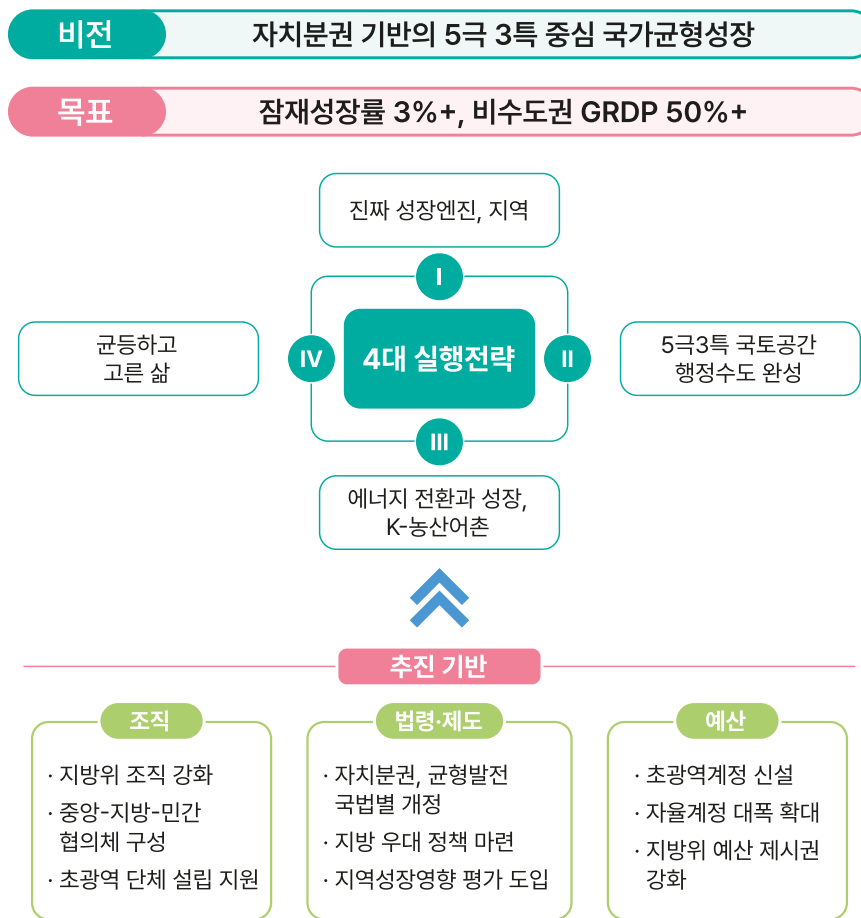 비전
자치분권 기반의 5극 3특 중심 국가균형성장
목표
잠재성장률 3%+, 비수도권 GRDP 50%+
진짜 성장엔진, 지역
I
균등하고
고른 삶
IV
4대 실행전략
II
5극3특 국토공간
행정수도 완성
III
에너지 전환과 성장,
K-농산어촌
추진 기반
조직
· 지방위 조직 강화
· 중앙-지방-민간
협의체 구성
· 초광역 단체 설립 지원
법령·제도
· 자치분권, 균형발전
국법별 개정
· 지방 우대 정책 마련
· 지역성장영향 평가 도입
예산
· 초광역계정 신설
· 자율계정 대폭 확대
· 지방위 예산 제시권
강화